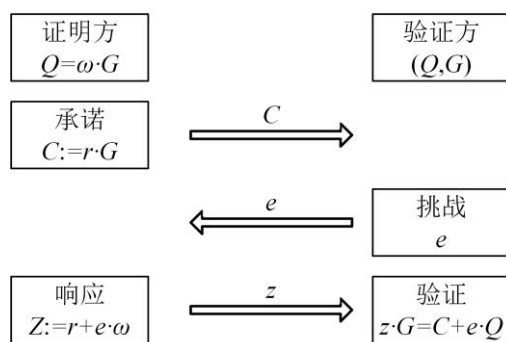 证明方
Q=ω·G
验证方
(Q,G)
承诺
C:=r·G
C
e
挑战
e
响应
Z:=r+e·ω
z
验证
z·G=C+e·Q